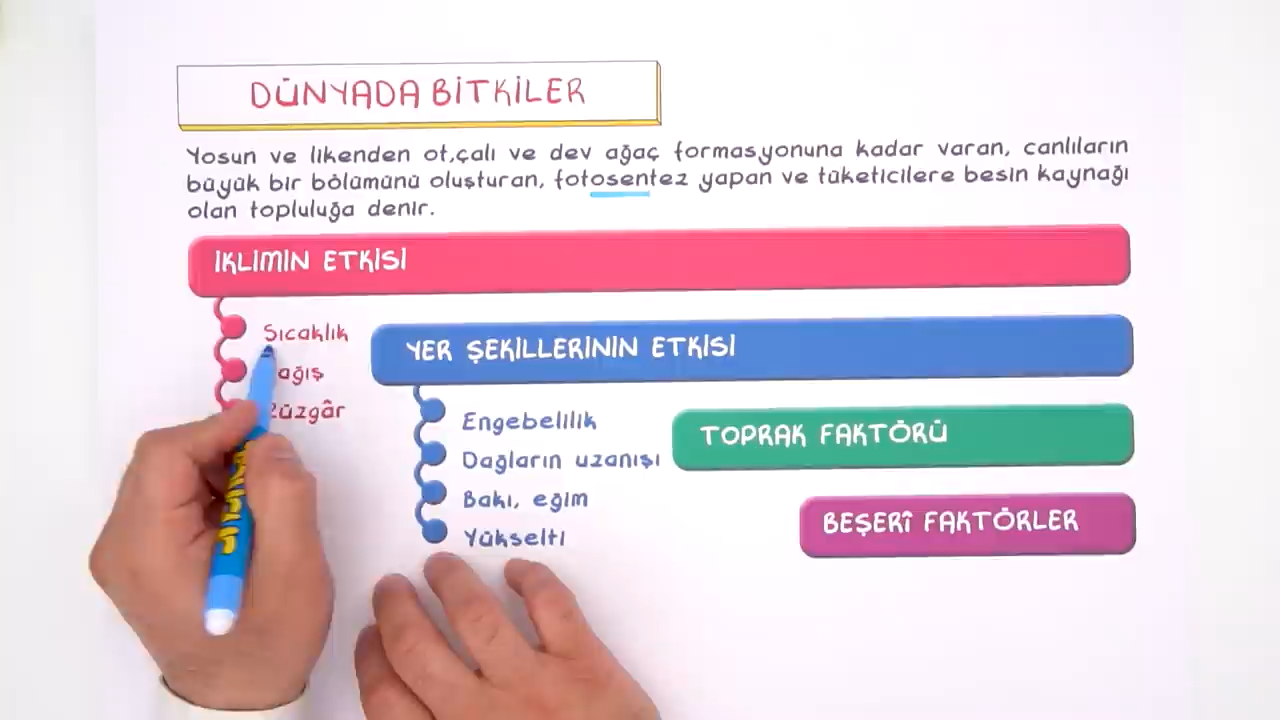 DÜNYADA BİTKİLER
Yosun ve likenden ot,çalı ve dev ağaç formasyonuna kadar varan, canlıların
büyük bir bölümünü oluşturan, fotosentez yapan ve tüketicilere besin kaynağı
olan topluluğa denir.
İKLİMİN ETKİSİ
Sıcaklık
YER ŞEKİLLERİNİN ETKİSİ
Engebelilik
Dağların uzanışı
Bakı, eğim
Yükselti
TOPRAK FAKTÖRÜ
BEŞERÎ FAKTÖRLER